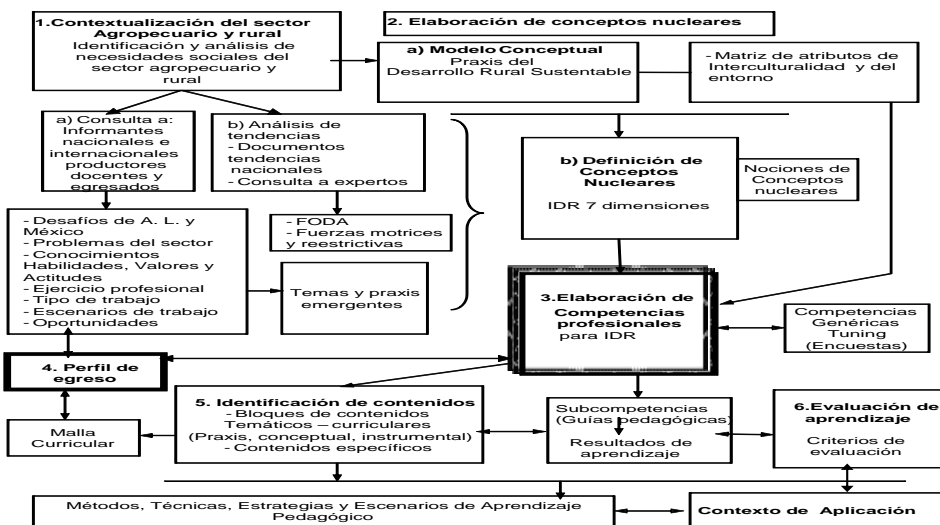 1.Contextualización del sector
Agropecuario y rural
Identificación y análisis de
necesidades sociales del
sector agropecuario y
rural
2. Elaboración de conceptos nucleares
a) Modelo Conceptual
Praxis del
Desarrollo Rural Sustentable
- Matriz de atributos de
Interculturalidad y del
entorno
a) Consulta a:
Informantes
nacionales e
internacionales
productores
docentes y
egresados
b) Análisis de
tendencias
- Documentos
tendencias
nacionales
- Consulta a expertos
b) Definición de
Conceptos
Nucleares
IDR 7 dimensiones
Nociones de
Conceptos
nucleares
- Desafíos de A. L. y
México
- Problemas del sector
- Conocimientos
Habilidades, Valores y
Actitudes
- Ejercicio profesional
- Tipo de trabajo
- Escenarios de trabajo
- Oportunidades
- FODA
- Fuerzas motrices
y reestrictivas
Temas y praxis
emergentes
3.Elaboración de
Competencias
profesionales
para IDR
Competencias
Genéricas
Tuning
(Encuestas)
4. Perfil de
egreso
5. Identificación de contenidos
- Bloques de contenidos
Temáticos – curriculares
(Praxis, conceptual, instrumental)
- Contenidos específicos
Subcompetencias
(Guías pedagógicas)
Resultados de
aprendizaje
6.Evaluación de
aprendizaje
Criterios de
evaluación
Malla
Curricular
Métodos, Técnicas, Estrategias y Escenarios de Aprendizaje
Pedagógico
Contexto de Aplicación